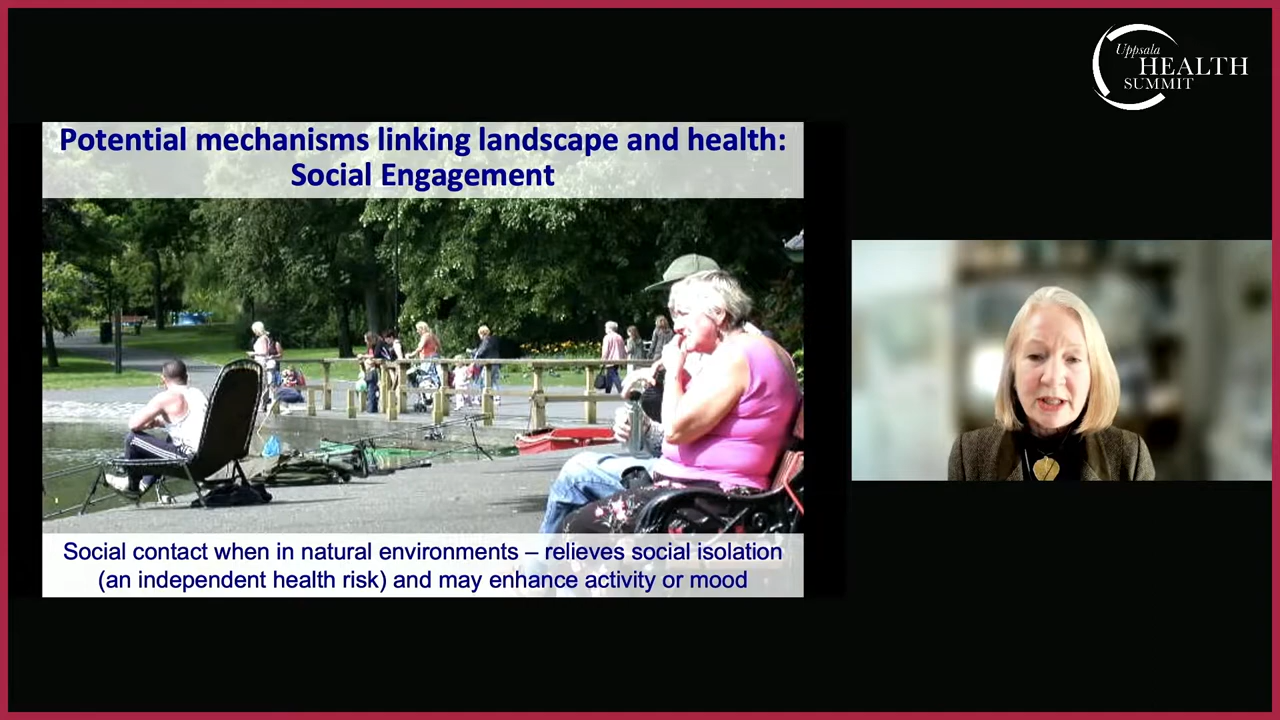 Uppsala
HEALTH
SUMMIT
Potential mechanisms linking landscape and health:
Social Engagement
Social contact when in natural environments – relieves social isolation
(an independent health risk) and may enhance activity or mood